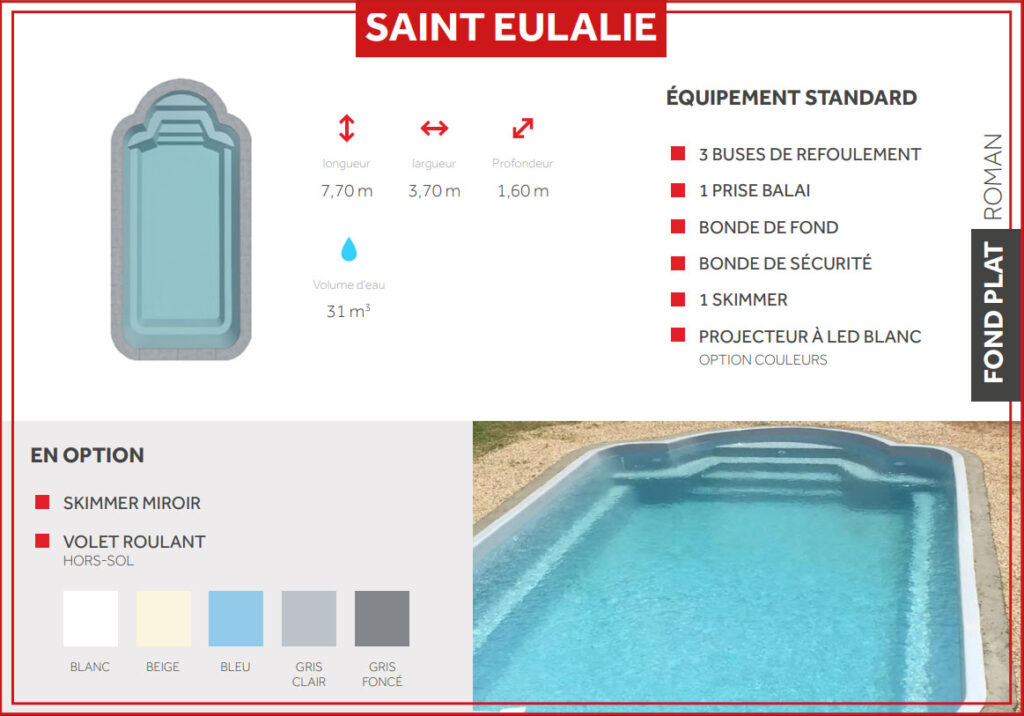 SAINT EULALIE
longueur
7,70 m
largueur
3,70 m
Profondeur
1,60 m
Volume d'eau
31 m³
ÉQUIPEMENT STANDARD
3 BUSES DE REFOULEMENT
1 PRISE BALAI
BONDE DE FOND
BONDE DE SÉCURITÉ
1 SKIMMER
PROJECTEUR À LED BLANC
OPTION COULEURS
ROMAN
FOND PLAT
EN OPTION
SKIMMER MIROIR
VOLET ROULANT
HORS-SOL
BLANC
BEIGE
BLEU
GRIS
CLAIR
GRIS
FONCÉ